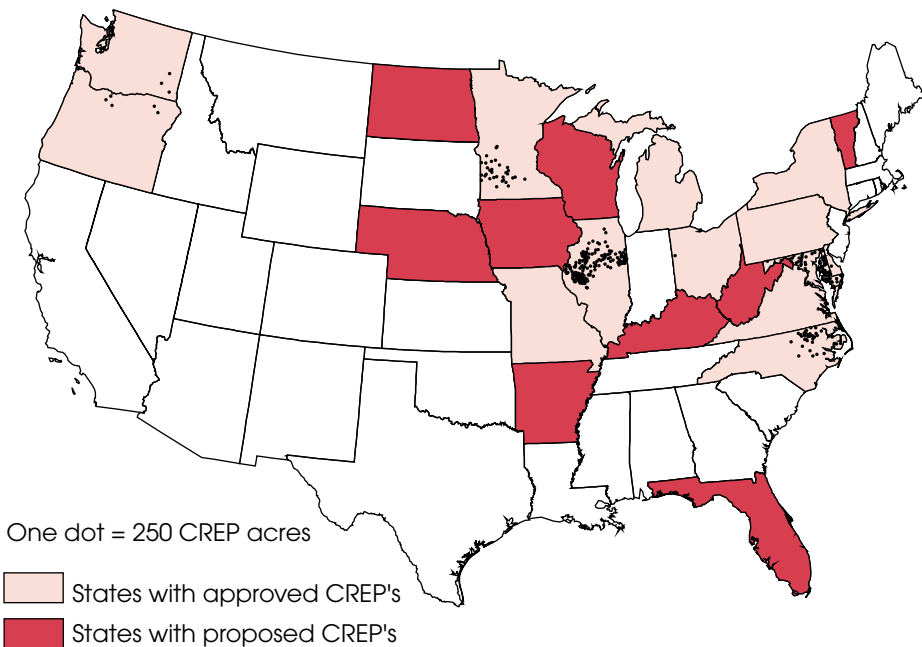 One dot = 250 CREP acres
States with approved CREP's
States with proposed CREP's